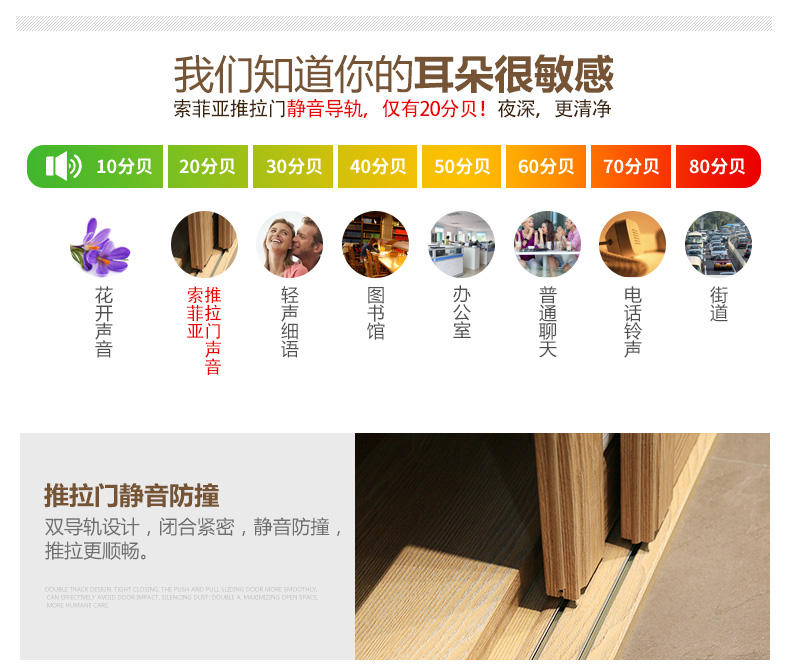 我们知道你的耳朵很敏感
索菲亚推拉门静音导轨，仅有20分贝！夜深，更清净
10分贝
20分贝
30分贝
40分贝
50分贝
60分贝
70分贝
80分贝
花开声音
索菲亚
推拉门声音
轻声细语
图书馆
办公室
普通聊天
电话铃声
街道
推拉门静音防撞
双导轨设计，闭合紧密，静音防撞，
推拉更顺畅。
DOUBLE THACK DESIGN, TIGHT CLOSING, THE PUSH AND PULL SLIDING DOOR MORE SMOOTHLY,
CAN EFFECTIVELY AVOID DOOR IMPACT, SILENCING DUST; DOUBLE A, MAXIMIZING OPEN SPACE,
MORE HUMANE CARE.